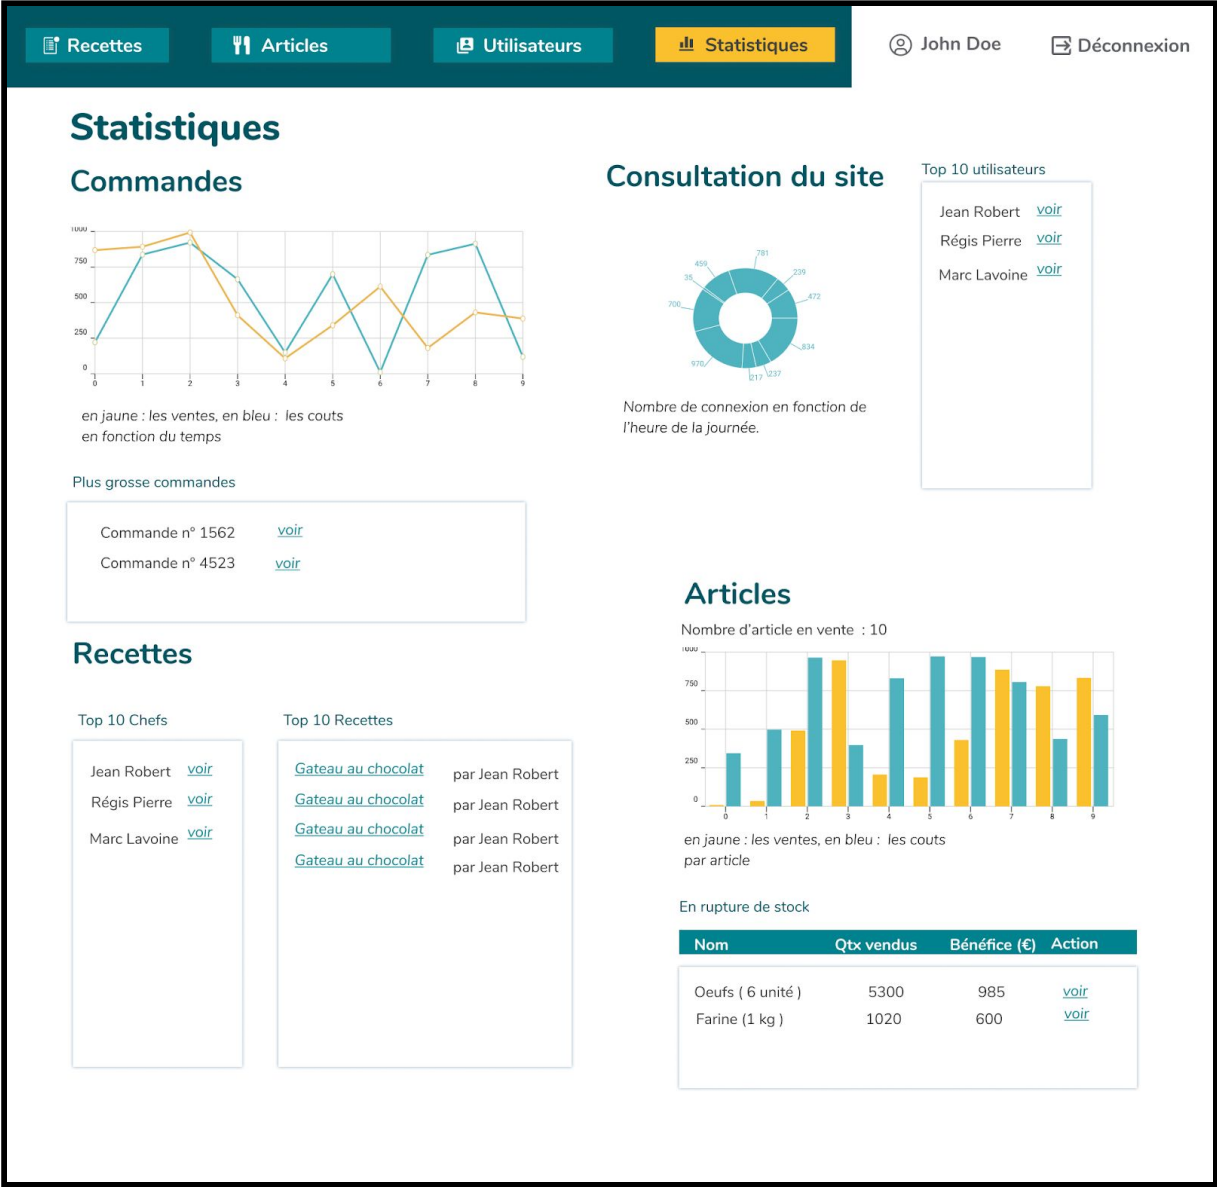 Recettes
Articles
Utilisateurs
Statistiques
John Doe
Déconnexion
Statistiques
Commandes
1000
750
500
250
0
0 1 2 3 4 5 6 7 8 9
en jaune : les ventes, en bleu : les couts
en fonction du temps
Plus grosse commandes
Commande n° 1562 voir
Commande n° 4523 voir
Consultation du site
781
239
472
834
237
217
970
706
35
459
Nombre de connexion en fonction de
l'heure de la journée.
Top 10 utilisateurs
Jean Robert voir
Régis Pierre voir
Marc Lavoine voir
Recettes
Top 10 Chefs
Jean Robert voir
Régis Pierre voir
Marc Lavoine voir
Top 10 Recettes
Gateau au chocolat par Jean Robert
Gateau au chocolat par Jean Robert
Gateau au chocolat par Jean Robert
Gateau au chocolat par Jean Robert
Articles
Nombre d'article en vente : 10
1000
750
500
250
0
0 1 2 3 4 5 6 7 8 9
en jaune : les ventes, en bleu : les couts
par article
En rupture de stock
Nom Qtx vendus Bénéfice (€) Action
Oeufs ( 6 unité ) 5300 985 voir
Farine (1 kg ) 1020 600 voir